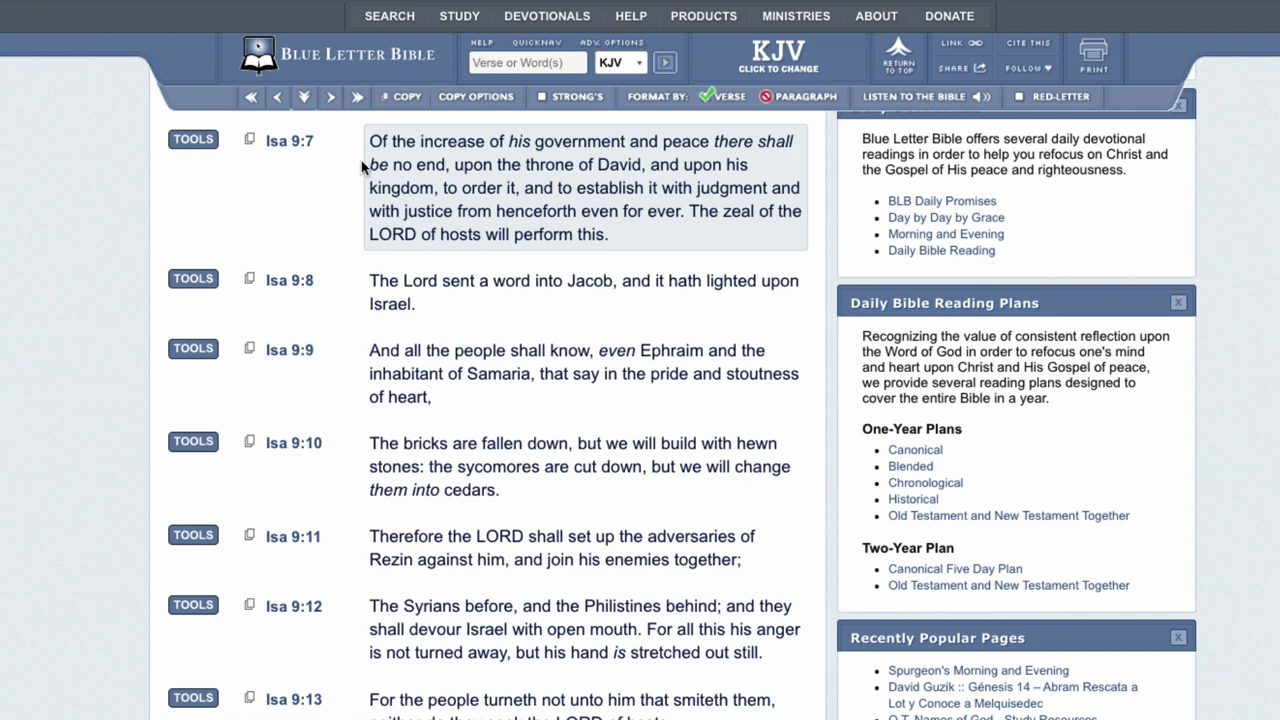 SEARCH STUDY DEVOTIONALS HELP PRODUCTS MINISTRIES ABOUT DONATE
BLUE LETTER BIBLE
HELP QUICKNAV ADV. OPTIONS
Verse or Word(s) KJV
KJV
CLICK TO CHANGE
RETURN
TO TOP
LINK CITE THIS
SHARE FOLLOW
PRINT
COPY COPY OPTIONS STRONG'S FORMAT BY: VERSE PARAGRAPH LISTEN TO THE BIBLE RED-LETTER
TOOLS Isa 9:7
Of the increase of his government and peace there shall
be no end, upon the throne of David, and upon his
kingdom, to order it, and to establish it with judgment and
with justice from henceforth even for ever. The zeal of the
LORD of hosts will perform this.
TOOLS Isa 9:8
The Lord sent a word into Jacob, and it hath lighted upon
Israel.
TOOLS Isa 9:9
And all the people shall know, even Ephraim and the
inhabitant of Samaria, that say in the pride and stoutness
of heart,
TOOLS Isa 9:10
The bricks are fallen down, but we will build with hewn
stones: the sycomores are cut down, but we will change
them into cedars.
TOOLS Isa 9:11
Therefore the LORD shall set up the adversaries of
Rezin against him, and join his enemies together;
TOOLS Isa 9:12
The Syrians before, and the Philistines behind; and they
shall devour Israel with open mouth. For all this his anger
is not turned away, but his hand is stretched out still.
TOOLS Isa 9:13
For the people turneth not unto him that smiteth them,
Blue Letter Bible offers several daily devotional
readings in order to help you refocus on Christ and
the Gospel of His peace and righteousness.
BLB Daily Promises
Day by Day by Grace
Morning and Evening
Daily Bible Reading
Daily Bible Reading Plans
Recognizing the value of consistent reflection upon
the Word of God in order to refocus one's mind
and heart upon Christ and His Gospel of peace,
we provide several reading plans designed to
cover the entire Bible in a year.
One-Year Plans
Canonical
Blended
Chronological
Historical
Old Testament and New Testament Together
Two-Year Plan
Canonical Five Day Plan
Old Testament and New Testament Together
Recently Popular Pages
Spurgeon's Morning and Evening
David Guzik :: Génesis 14 – Abram Rescata a
Lot y Conoce a Melquisedec